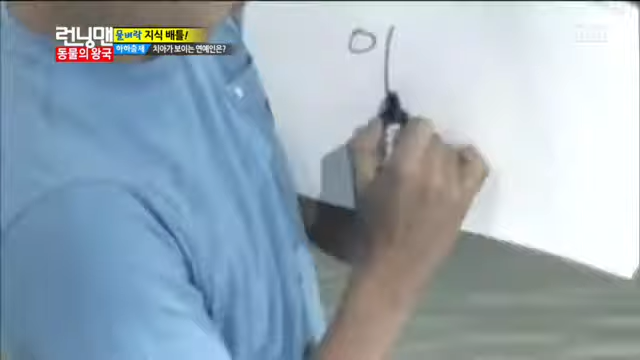 런닝맨
동물의 왕국
물벼락 지식 배틀!
하하출제 치아가 보이는 연예인은?
이